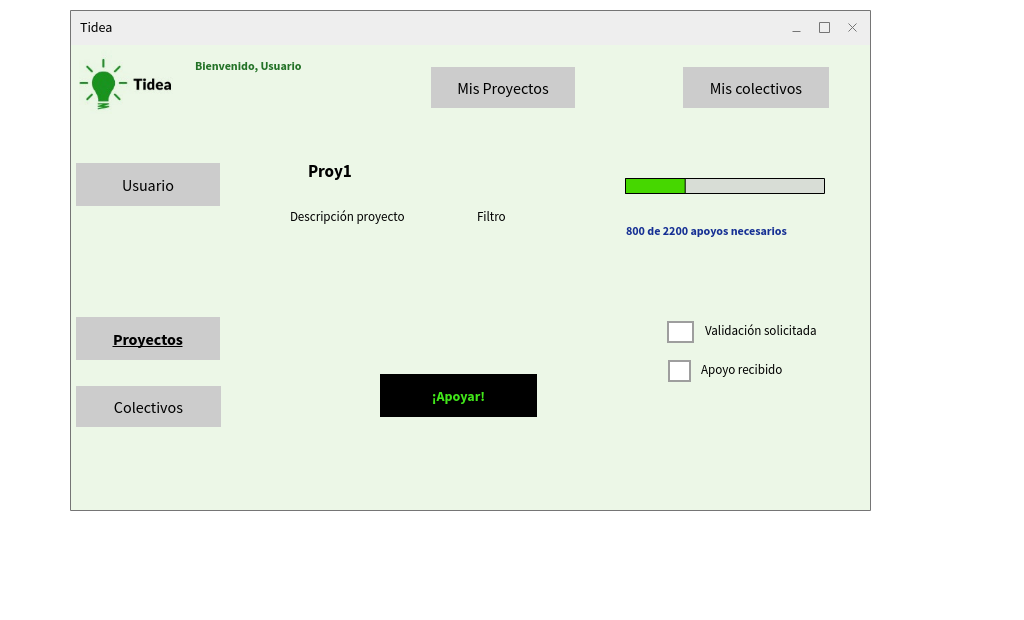 Tidea
Bienvenido, Usuario
Tidea
Mis Proyectos
Mis colectivos
Usuario
Proy1
Descripción proyecto
Filtro
800 de 2200 apoyos necesarios
Proyectos
Validación solicitada
Apoyo recibido
¡Apoyar!
Colectivos